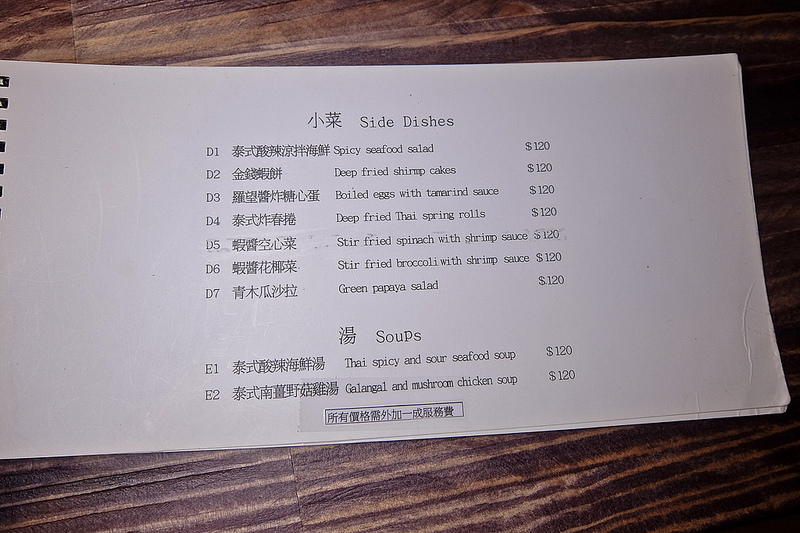 小菜 Side Dishes
D1 泰式酸辣涼拌海鮮 Spicy seafood salad $120
D2 金錢蝦餅 Deep fried shirmp cakes $120
D3 羅望醬炸糖心蛋 Boiled eggs with tamarind sauce $120
D4 泰式炸春捲 Deep fried Thai spring rolls $120
D5 蝦醬空心菜 Stir fried spinach with shrimp sauce $120
D6 蝦醬花椰菜 Stir fried broccoli with shrimp sauce $120
D7 青木瓜沙拉 Green papaya salad $120
湯 Soups
E1 泰式酸辣海鮮湯 Thai spicy and sour seafood soup $120
E2 泰式南薑野菇雞湯 Galangal and mushroom chicken soup $120
所有價格需外加一成服務費